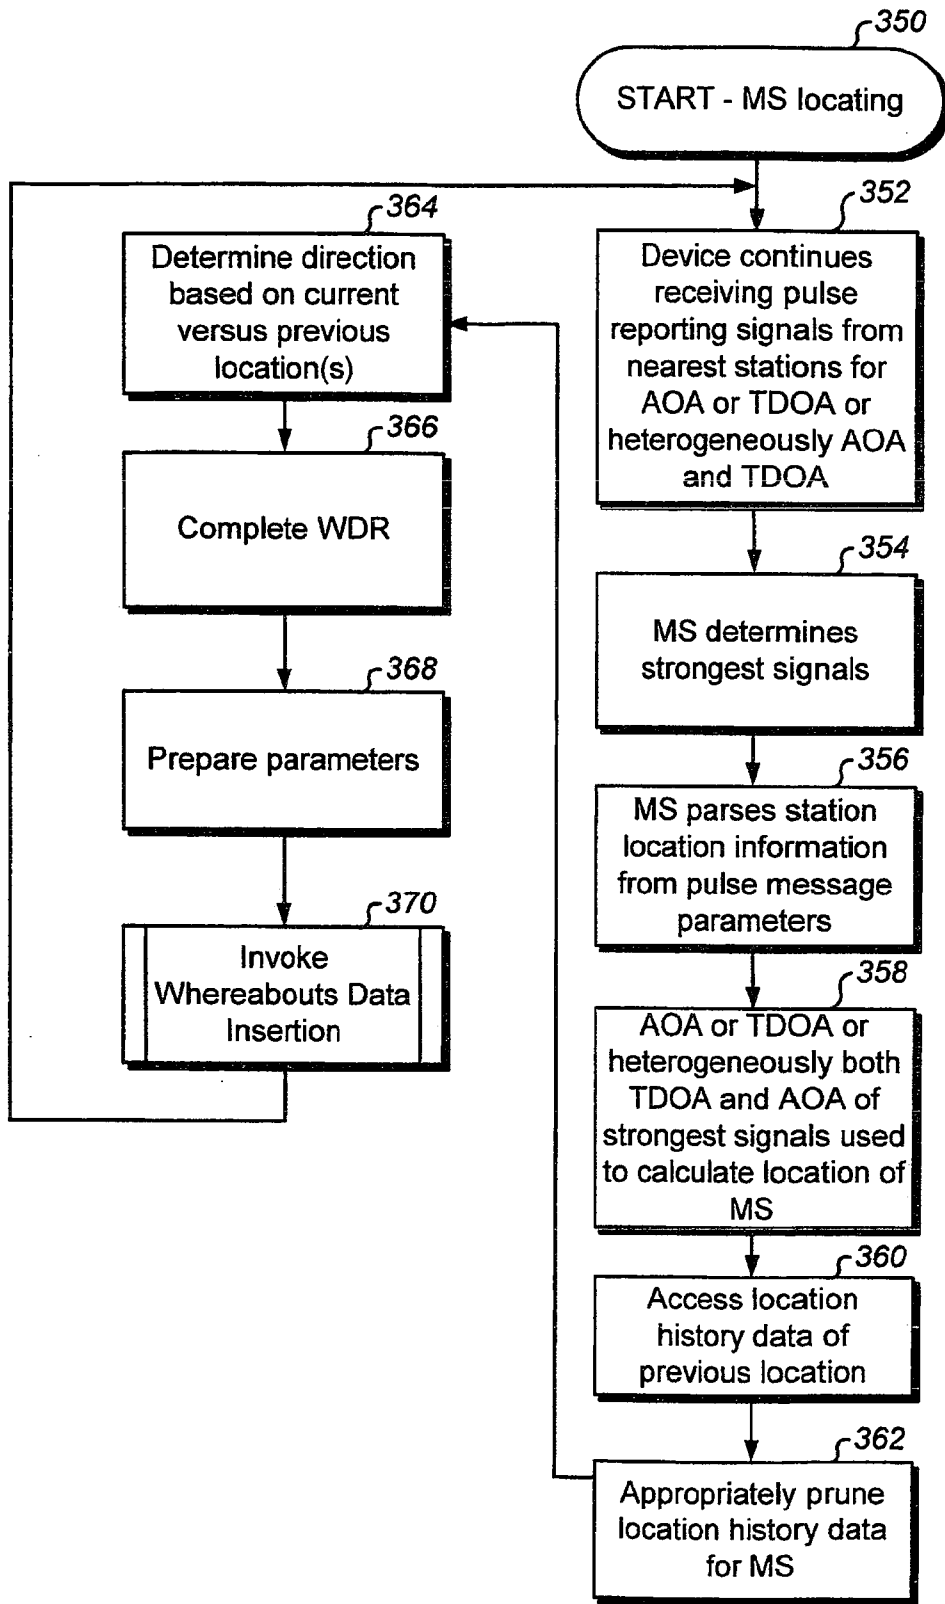 350
START - MS locating
352
Device continues
receiving pulse
reporting signals from
nearest stations for
AOA or TDOA or
heterogeneously AOA
and TDOA
354
MS determines
strongest signals
356
MS parses station
location information
from pulse message
parameters
358
AOA or TDOA or
heterogeneously both
TDOA and AOA of
strongest signals used
to calculate location of
MS
360
Access location
history data of
previous location
362
Appropriately prune
location history data
for MS
364
Determine direction
based on current
versus previous
location(s)
366
Complete WDR
368
Prepare parameters
370
Invoke
Whereabouts Data
Insertion